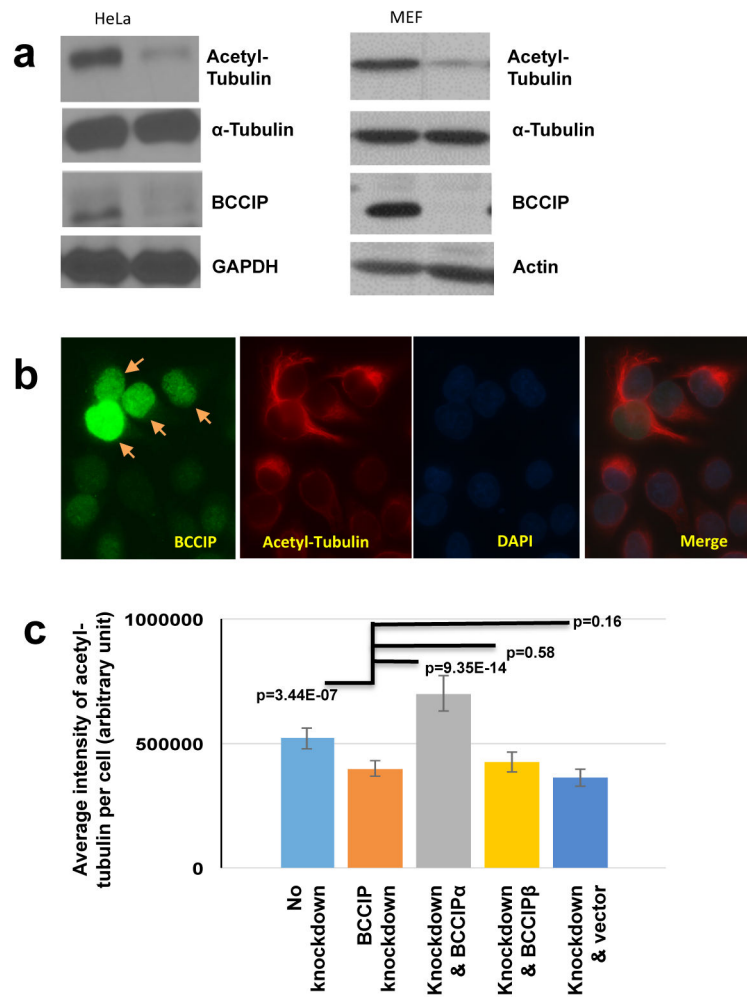 HeLa
MEF
a
Acetyl-
Tubulin
α-Tubulin
BCCIP
GAPDH
Acetyl-
Tubulin
α-Tubulin
BCCIP
Actin
b
BCCIP
Acetyl-Tubulin
DAPI
Merge
c
Average intensity of acetyl-
tubulin per cell (arbitrary unit)
1000000
500000
0
p=3.44E-07
p=9.35E-14
p=0.58
p=0.16
No
knockdown
BCCIP
knockdown
Knockdown
& BCCIPα
Knockdown
& BCCIPβ
Knockdown
& vector